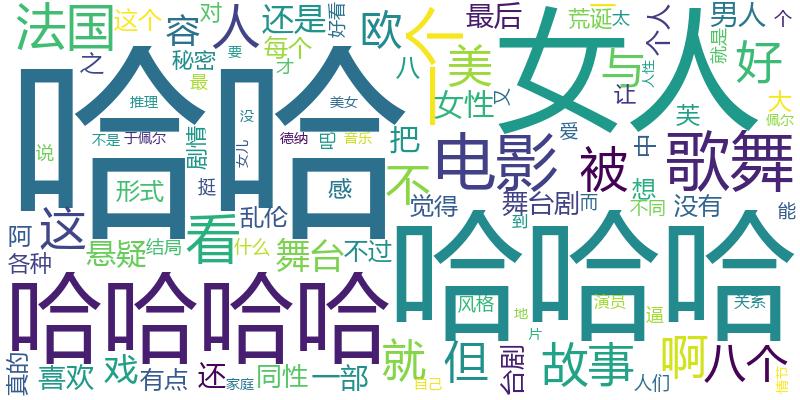 法国
这个
容
对
人
还是
好看
欧
个人
最后
荒诞
太
男人
个
哈哈
秘密
每个
之
要
最
才
八
美
女人
与
就是
好
人性
让
女性
又
大
佩尔
芙
推理
美女
没
说
不是
于佩尔
剧情
女儿
德纳
音乐
把
电影
爱
被
中
歌舞
形式
挺
感
不
想
觉得
舞台剧
而
不同
没有
能
到
阿
这
看
乱伦
悬疑
结局
什么
舞台
不过
各种
哈哈哈
风格
演员
关系
地
逼
片
哈哈哈哈
真的
喜欢
戏
有点
还
家庭
同性
一部
就
自己
但
台剧
故事
人们
啊
八个
情节